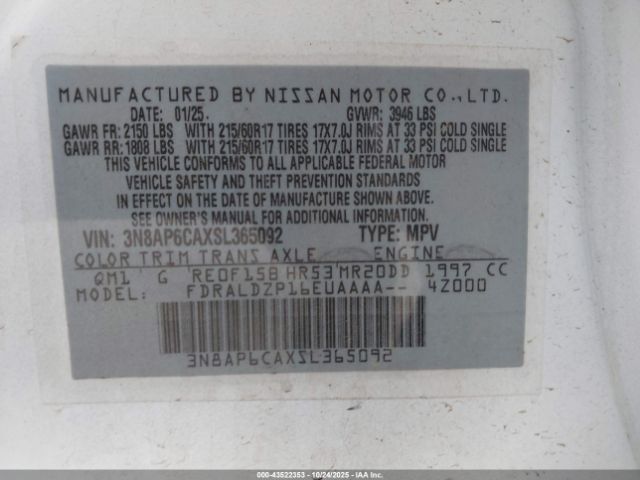 MANUFACTURED BY NISSAN MOTOR CO., LTD.
DATE: 01/25. GVWR: 3946 LBS
GAWR FR: 2150 LBS WITH 215/60R17 TIRES 17X7.0J RIMS AT 33 PSI COLD SINGLE
GAWR RR: 1808 LBS WITH 215/60R17 TIRES 17X7.0J RIMS AT 33 PSI COLD SINGLE
THIS VEHICLE CONFORMS TO ALL APPLICABLE FEDERAL MOTOR
VEHICLE SAFETY AND THEFT PREVENTION STANDARDS
IN EFFECT ON THE DATE OF MANUFACTURE SHOWN ABOVE.
SEE OWNER'S MANUAL FOR ADDITIONAL INFORMATION.
VIN: 3N8AP6CAXSL365092 TYPE: MPV
COLOR TRIM TRANS AXLE ENGINE
QM1 G RE0F15B HR53 MR20DD 1997 CC
MODEL: FDRALDZP16EUAAAA-- 4Z000
3N8AP6CAXSL365092
000-43522353 - 10/24/2025 - IAAI.com